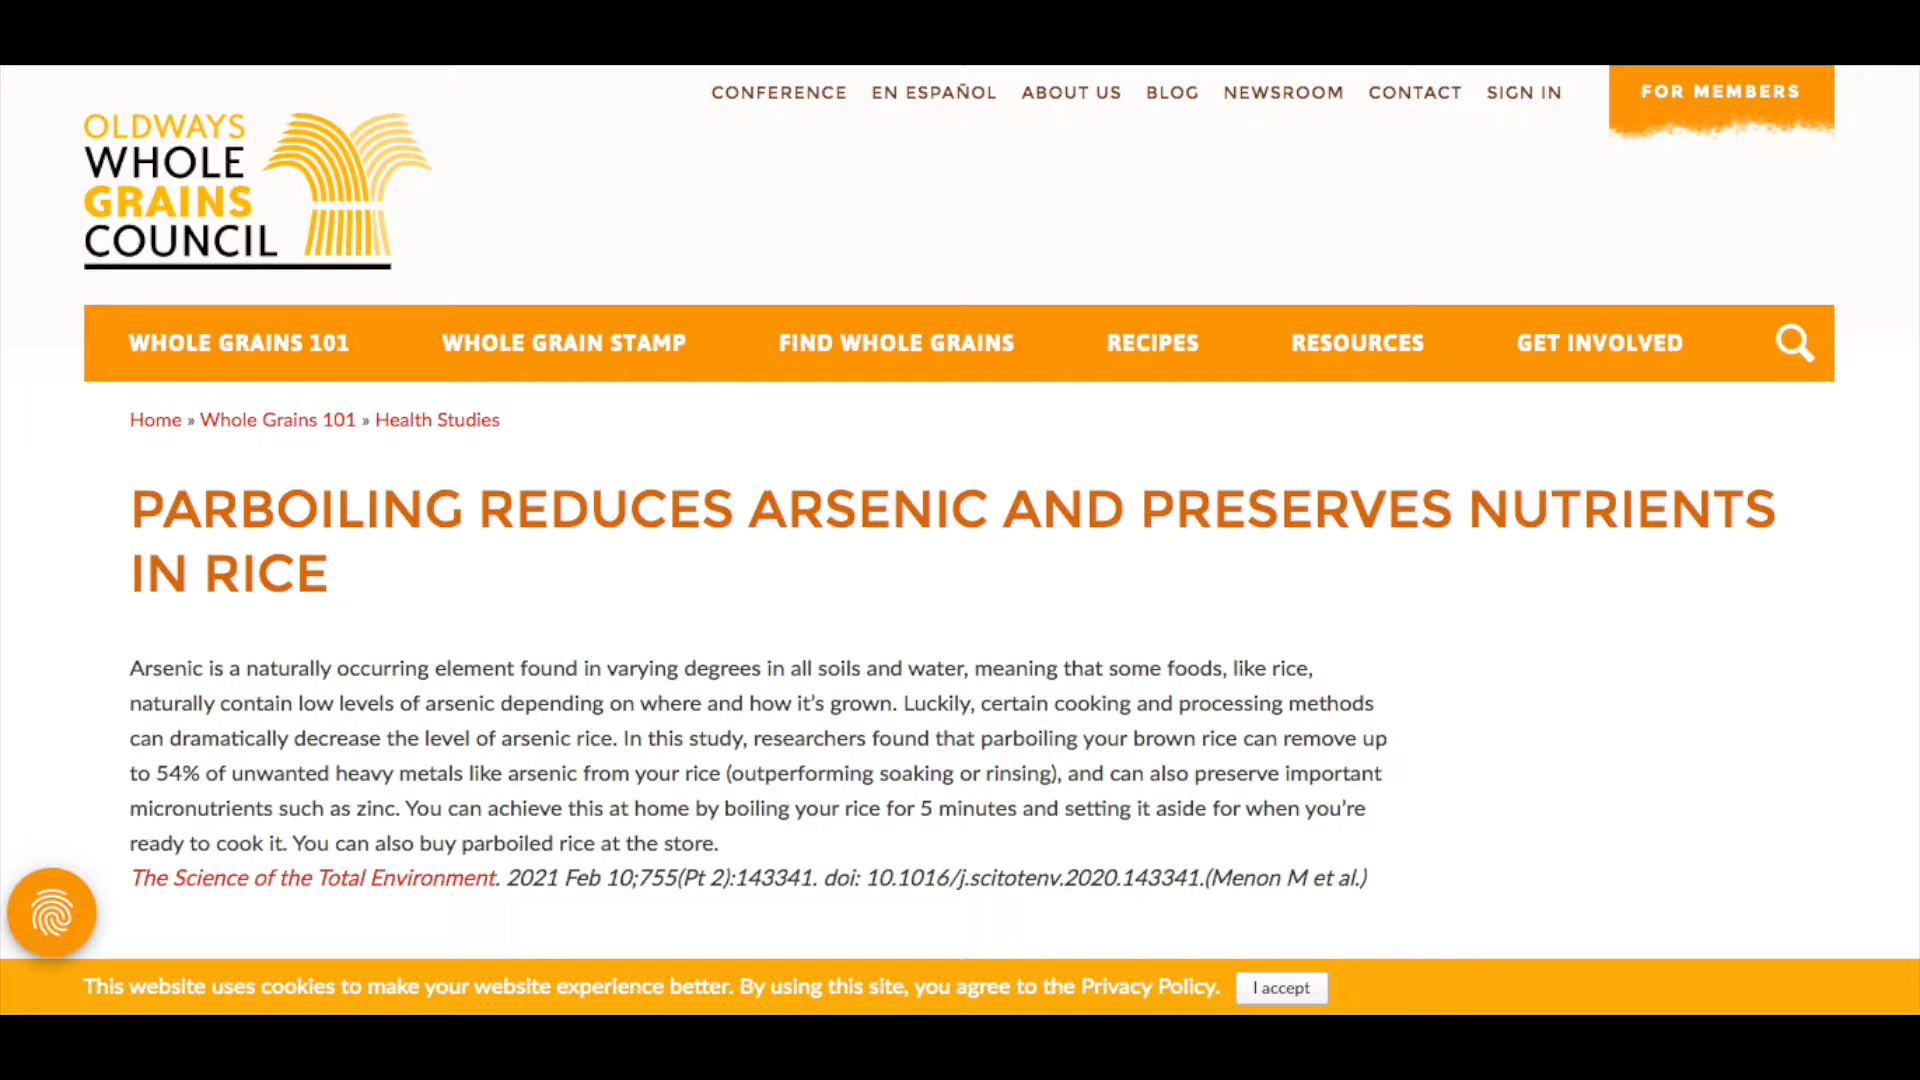 CONFERENCE EN ESPAÑOL ABOUT US BLOG NEWSROOM CONTACT SIGN IN FOR MEMBERS
OLDWAYS
WHOLE
GRAINS
COUNCIL
WHOLE GRAINS 101 WHOLE GRAIN STAMP FIND WHOLE GRAINS RECIPES RESOURCES GET INVOLVED
Home » Whole Grains 101 » Health Studies
PARBOILING REDUCES ARSENIC AND PRESERVES NUTRIENTS
IN RICE
Arsenic is a naturally occurring element found in varying degrees in all soils and water, meaning that some foods, like rice,
naturally contain low levels of arsenic depending on where and how it’s grown. Luckily, certain cooking and processing methods
can dramatically decrease the level of arsenic rice. In this study, researchers found that parboiling your brown rice can remove up
to 54% of unwanted heavy metals like arsenic from your rice (outperforming soaking or rinsing), and can also preserve important
micronutrients such as zinc. You can achieve this at home by boiling your rice for 5 minutes and setting it aside for when you’re
ready to cook it. You can also buy parboiled rice at the store.
The Science of the Total Environment. 2021 Feb 10;755(Pt 2):143341. doi: 10.1016/j.scitotenv.2020.143341.(Menon M et al.)
This website uses cookies to make your website experience better. By using this site, you agree to the Privacy Policy. I accept